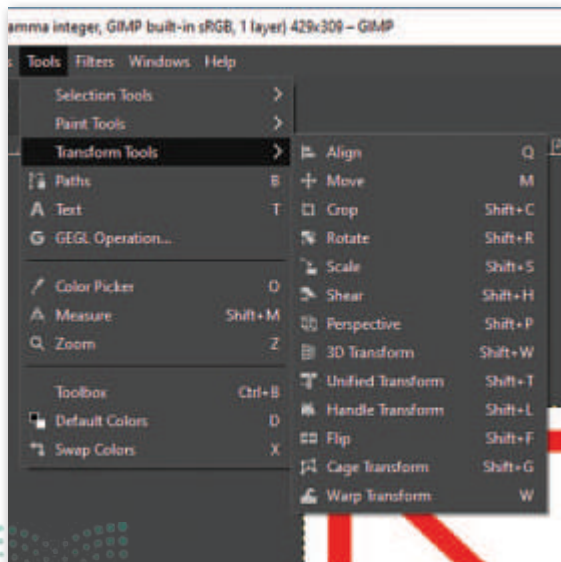 amma integer, GIMP built-in sRGB, 1 layer) 429x309 – GIMP
s Tools Filters Windows Help
Selection Tools >
Paint Tools >
Transform Tools >
Paths B
A Text T
G GEGL Operation...
Color Picker O
Measure Shift+M
Zoom Z
Toolbox Ctrl+B
Default Colors D
Swap Colors X
Align Q
Move M
Crop Shift+C
Rotate Shift+R
Scale Shift+S
Shear Shift+H
Perspective Shift+P
3D Transform Shift+W
Unified Transform Shift+T
Handle Transform Shift+L
Flip Shift+F
Cage Transform Shift+G
Warp Transform W